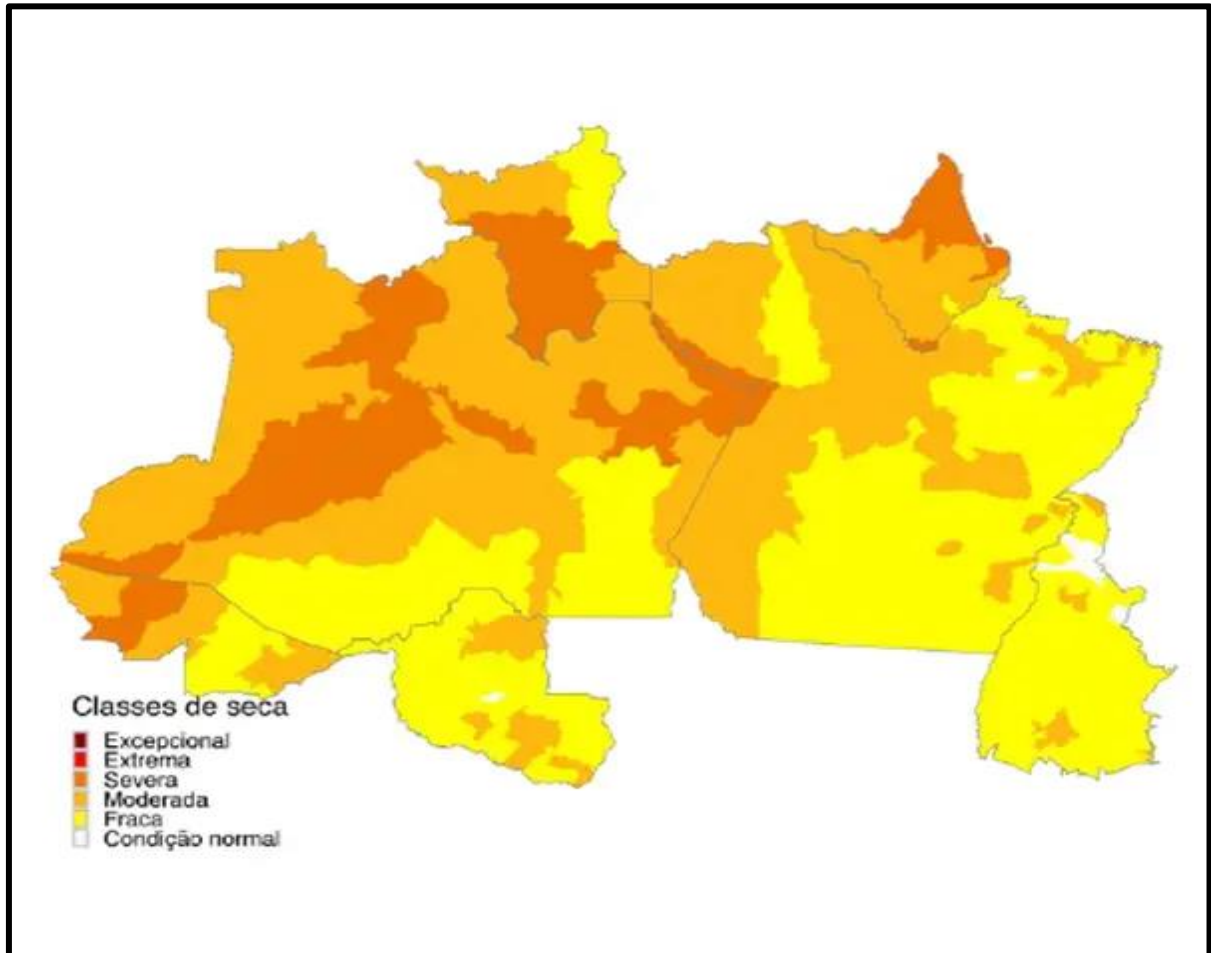 Classes de seca
Excepcional
Extrema
Severa
Moderada
Fraca
Condição normal